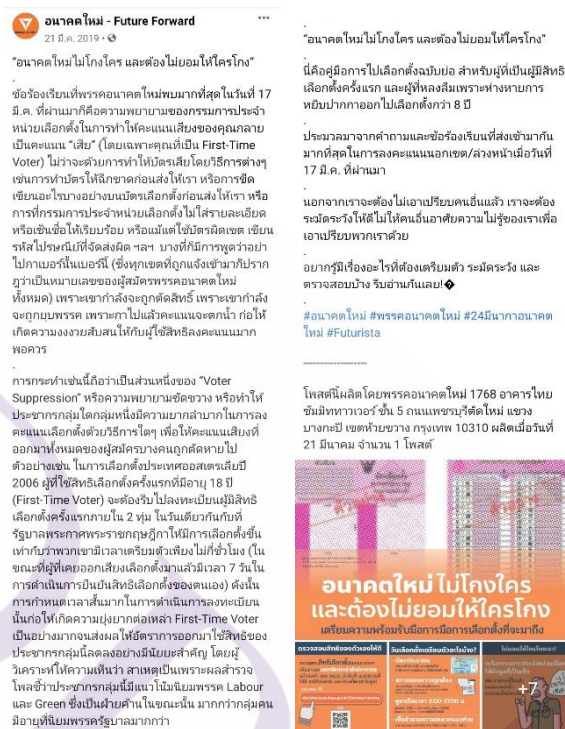 อนาคตใหม่ - Future Forward
21 มี.ค. 2019 •
"อนาคตใหม่ไม่โกงใคร และต้องไม่ยอมให้ใครโกง"
.
ข้อร้องเรียนที่พรรคอนาคตใหม่พบมากที่สุดในวันที่ 17
มี.ค. ที่ผ่านมาก็คือความพยายามของกรรมการประจำ
หน่วยเลือกตั้งในการทำให้คะแนนเสียงของคุณกลาย
เป็นคะแนน "เสีย" (โดยเฉพาะคุณที่เป็น First-Time
Voter) ไม่ว่าจะด้วยการทำให้บัตรเสียโดยวิธีการต่างๆ
เช่นการทำบัตรให้ฉีกขาดก่อนส่งให้เรา หรือการขีด
เขียนอะไรบางอย่างบนบัตรเลือกตั้งก่อนส่งให้เรา หรือ
การที่กรรมการประจำหน่วยเลือกตั้งไม่ใส่รายละเอียด
หรือเซ็นชื่อให้เรียบร้อย หรือแม้แต่ใช้บัตรผิดเขต เขียน
รหัสไปรษณีย์ที่จัดส่งผิด ฯลฯ บางที่ก็มีการพูดว่าอย่า
ไปกาเบอร์นั้นเบอร์นี้ (ซึ่งทุกเขตที่ถูกแจ้งเข้ามาก็ปราก
ฏว่าเป็นหมายเลขของผู้สมัครพรรคอนาคตใหม่
ทั้งหมด) เพราะเขากำลังจะถูกตัดสิทธิ์ เพราะเขากำลัง
จะถูกยุบพรรค เพราะกาไปแล้วคะแนนจะตกน้ำ ก่อให้
เกิดความงงงวยสับสนให้กับผู้ใช้สิทธิลงคะแนนมาก
พอควร
.
การกระทำเช่นนี้ถือว่าเป็นส่วนหนึ่งของ "Voter
Suppression" หรือความพยายามขัดขวาง หรือทำให้
ประชากรกลุ่มใดกลุ่มหนึ่งมีความยากลำบากในการลง
คะแนนเลือกตั้งด้วยวิธีการใดๆ เพื่อให้คะแนนเสียงที่
ออกมาทั้งหมดของผู้สมัครบางคนถูกตัดหายไป
ตัวอย่างเช่น ในการเลือกตั้งประเทศออสเตรเลียปี
2006 ผู้ที่ใช้สิทธิเลือกตั้งครั้งแรกที่มีอายุ 18 ปี
(First-Time Voter) จะต้องรีบไปลงทะเบียนผู้มีสิทธิ
เลือกตั้งครั้งแรกภายใน 2 ทุ่ม ในวันเดียวกันกับที่
รัฐบาลพระกาศพระราชกฤษฎีกาให้มีการเลือกตั้งขึ้น
เท่ากับว่าพวกเขามีเวลาเตรียมตัวเพียงไม่กี่ชั่วโมง (ใน
ขณะที่ผู้ที่เคยออกเสียงเลือกตั้งมาแล้วมีเวลา 7 วันใน
การดำเนินการยืนยันสิทธิเลือกตั้งของตนเอง) ดังนั้น
การกำหนดเวลาสั้นมากในการดำเนินการลงทะเบียน
นั้นก่อให้เกิดความยุ่งยากต่อเหล่า First-Time Voter
เป็นอย่างมากจนส่งผลให้อัตราการออกมาใช้สิทธิของ
ประชากรกลุ่มนี้ลดลงอย่างมีนัยยะสำคัญ โดยผู้
วิเคราะห์ให้ความเห็นว่า สาเหตุเป็นเพราะผลสำรวจ
โพลชี้ว่าประชากรกลุ่มนี้มีแนวโน้มนิยมพรรค Labour
และ Green ซึ่งเป็นฝ่ายค้านในขณะนั้น มากกว่ากลุ่มคน
มีอายุที่นิยมพรรครัฐบาลมากกว่า
.
"อนาคตใหม่ไม่โกงใคร และต้องไม่ยอมให้ใครโกง"
.
นี่คือคู่มือการไปเลือกตั้งฉบับย่อ สำหรับผู้ที่เป็นผู้มีสิทธิ
เลือกตั้งครั้งแรก และผู้ที่หลงลืมเพราะห่างหายการ
หยิบปากกาออกไปเลือกตั้งกว่า 8 ปี
.
ประมวลมาจากคำถามและข้อร้องเรียนที่ส่งเข้ามากัน
มากที่สุดในการลงคะแนนนอกเขต/ล่วงหน้าเมื่อวันที่
17 มี.ค. ที่ผ่านมา
.
นอกจากเราจะต้องไม่เอาเปรียบคนอื่นแล้ว เราจะต้อง
ระมัดระวังให้ดีไม่ให้คนอื่นอาศัยความไม่รู้ของเราเพื่อ
เอาเปรียบพวกเราด้วย
.
อยากรู้มีเรื่องอะไรที่ต้องเตรียมตัว ระมัดระวัง และ
ตรวจสอบบ้าง รีบอ่านกันเลย!�
.
#อนาคตใหม่ #พรรคอนาคตใหม่ #24มีนากาอนาคต
ใหม่ #Futurista
------------------
โพสต์นี้ผลิตโดยพรรคอนาคตใหม่ 1768 อาคารไทย
ซัมมิททาวเวอร์ ชั้น 5 ถนนเพชรบุรีตัดใหม่ แขวง
บางกะปิ เขตห้วยขวาง กรุงเทพ 10310 ผลิตเมื่อวันที่
21 มีนาคม จำนวน 1 โพสต์
อนาคตใหม่ ไม่โกงใคร
และต้องไม่ยอมให้ใครโกง
เตรียมความพร้อมรับมือการมือการเลือกตั้งที่จะมาถึง
ตรวจสอบสิทธิของตัวเองให้ดี
วันเลือกตั้งเตรียมตัวอะไรบ้าง?
ไม่ยอมให้ใครโกงเรา!
+7